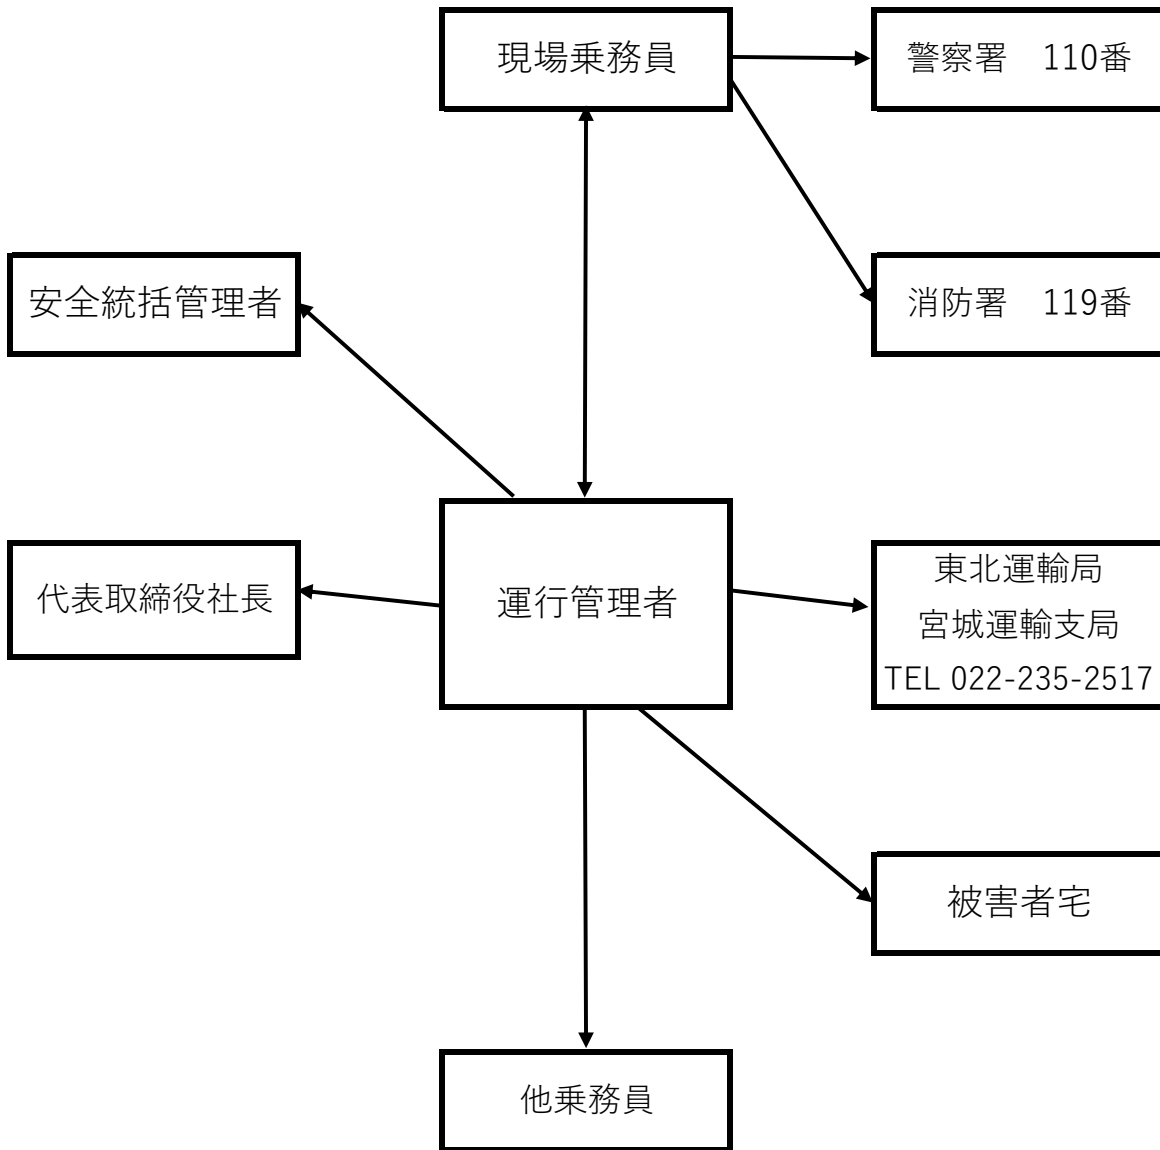 現場乗務員
警察署　110番
安全統括管理者
消防署　119番
代表取締役社長
運行管理者
東北運輸局
宮城運輸支局
TEL 022-235-2517
被害者宅
他乗務員